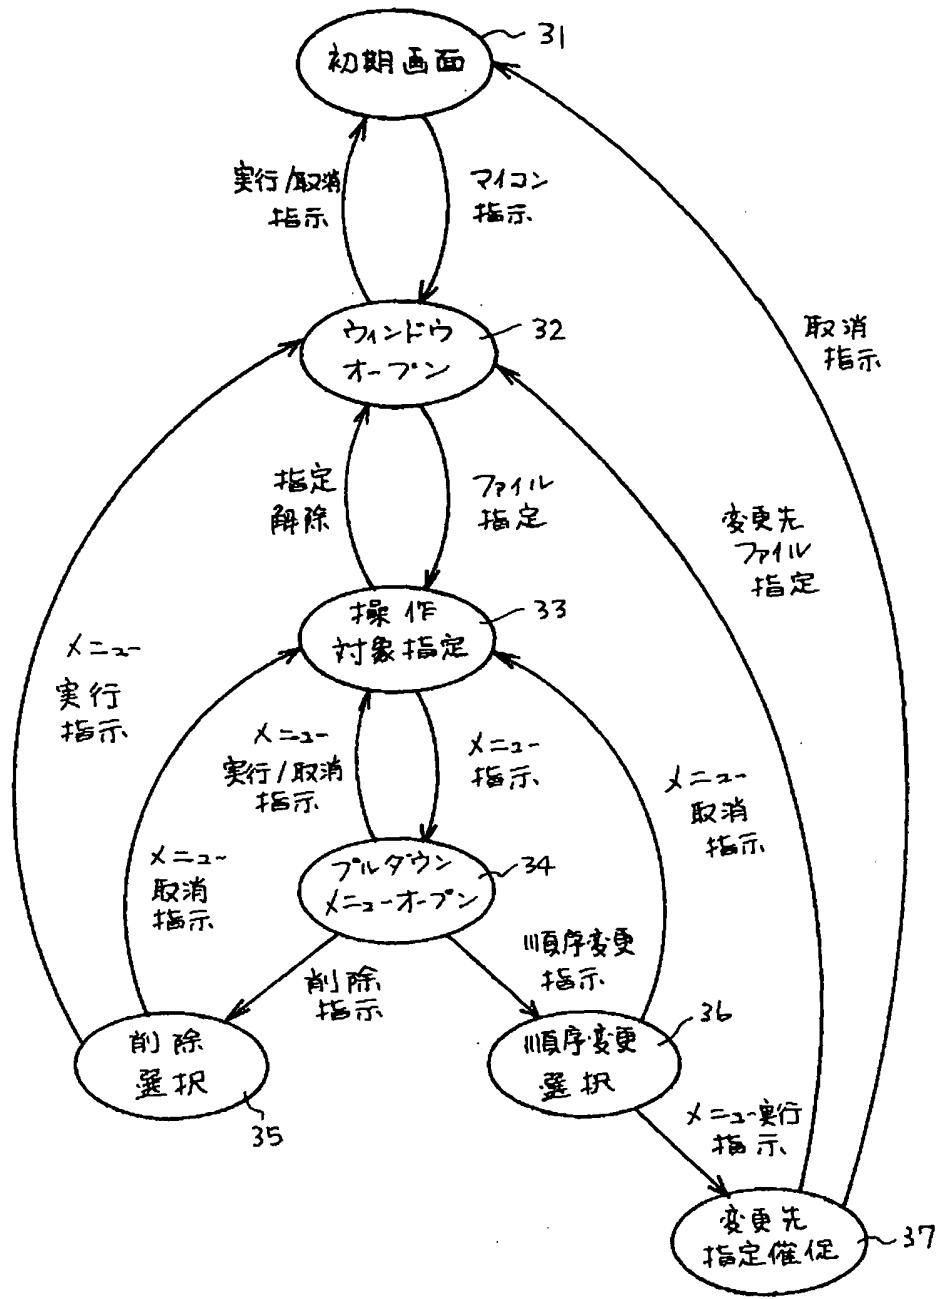 初期画面
31
実行/取消
指示
マイコン
指示
取消
指示
ウィンドウ
オープン
32
指定
解除
ファイル
指定
変更先
ファイル
指定
操作
対象指定
33
メニュー
実行
指示
メニュー
実行/取消
指示
メニュー
指示
メニュー
取消
指示
メニュー
取消
指示
プルダウン
メニューオープン
34
削除
指示
順序変更
指示
削除
選択
35
順序変更
選択
36
メニュー実行
指示
変更先
指定催促
37